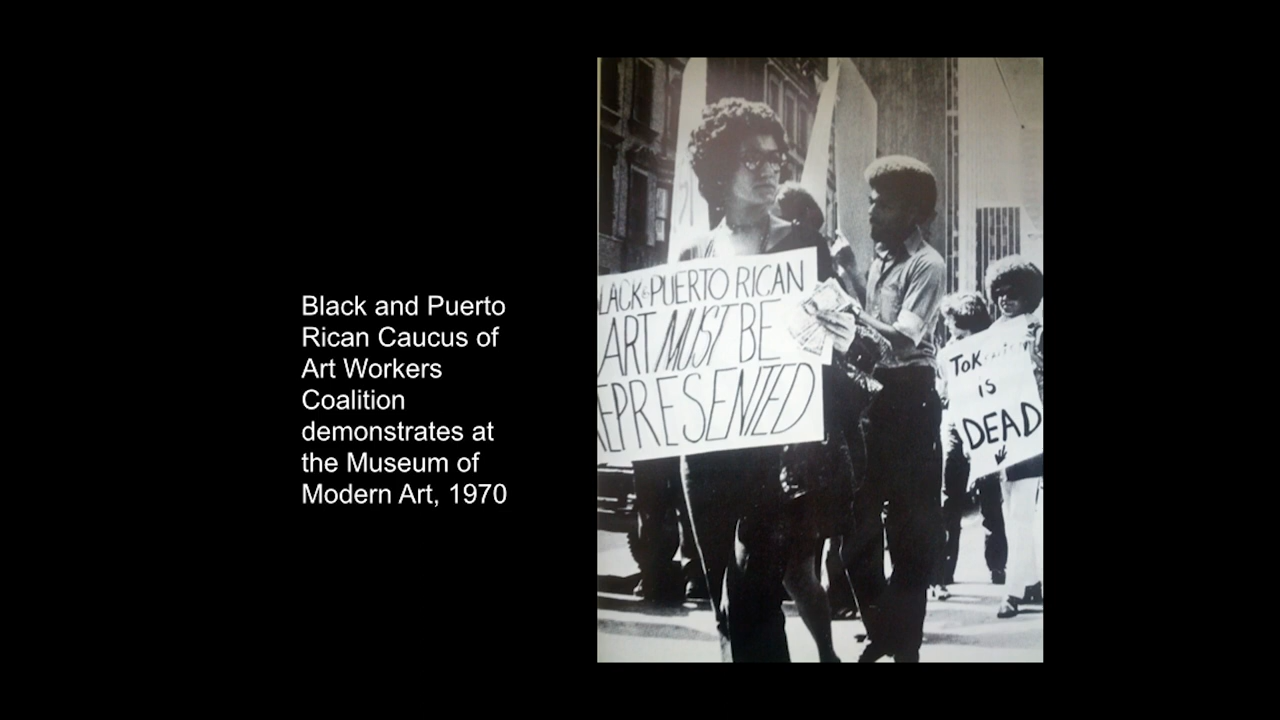 Black and Puerto
Rican Caucus of
Art Workers
Coalition
demonstrates at
the Museum of
Modern Art, 1970
LACK & PUERTO RICAN
ART MUST BE
REPRESENTED
IS
DEAD